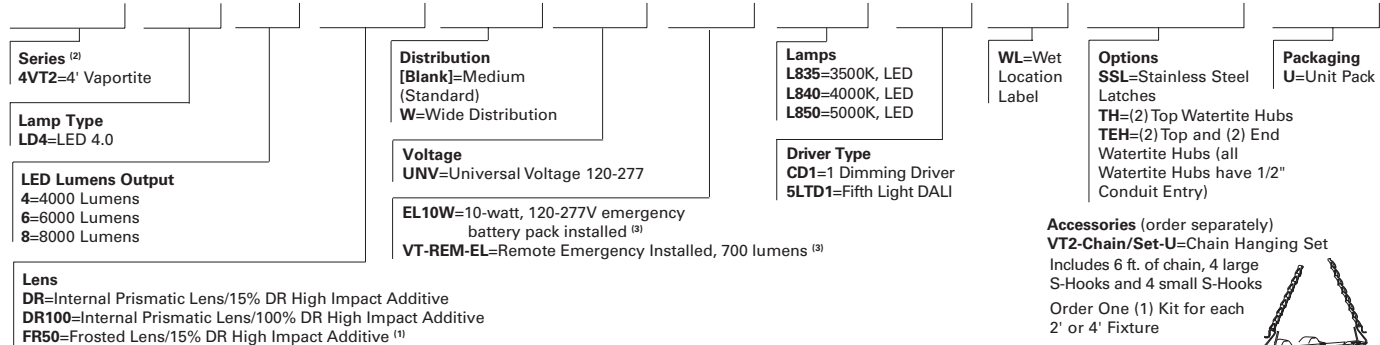 Series (2)
4VT2=4' Vaportite
Lamp Type
LD4=LED 4.0
LED Lumens Output
4=4000 Lumens
6=6000 Lumens
8=8000 Lumens
Lens
DR=Internal Prismatic Lens/15% DR High Impact Additive
DR100=Internal Prismatic Lens/100% DR High Impact Additive
FR50=Frosted Lens/15% DR High Impact Additive (1)
Distribution
[Blank]=Medium
(Standard)
W=Wide Distribution
Voltage
UNV=Universal Voltage 120-277
EL10W=10-watt, 120-277V emergency
battery pack installed (3)
VT-REM-EL=Remote Emergency Installed, 700 lumens (3)
Lamps
L835=3500K, LED
L840=4000K, LED
L850=5000K, LED
Driver Type
CD1=1 Dimming Driver
5LTD1=Fifth Light DALI
WL=Wet
Location
Label
Options
SSL=Stainless Steel
Latches
TH=(2) Top Watertite Hubs
TEH=(2) Top and (2) End
Watertite Hubs (all
Watertite Hubs have 1/2"
Conduit Entry)
Packaging
U=Unit Pack
Accessories (order separately)
VT2-Chain/Set-U=Chain Hanging Set
Includes 6 ft. of chain, 4 large
S-Hooks and 4 small S-Hooks
Order One (1) Kit for each
2' or 4' Fixture